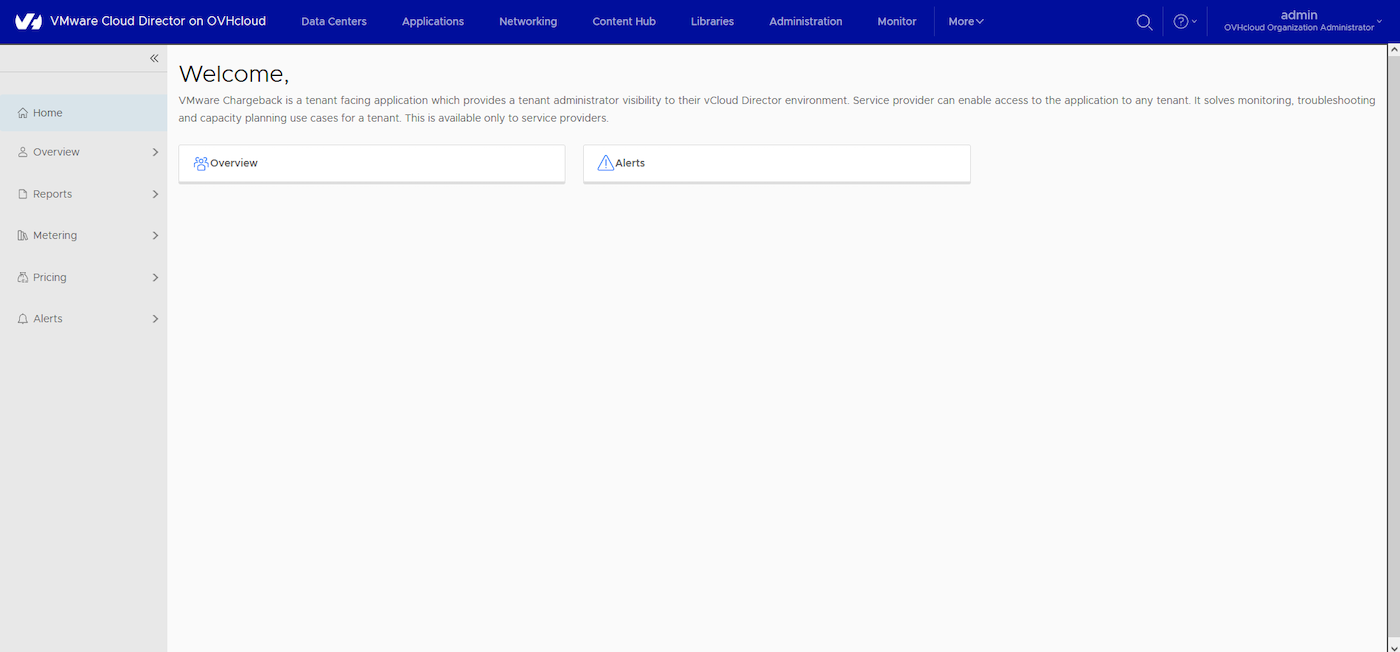 VMware Cloud Director on OVHcloud
Data Centers
Applications
Networking
Content Hub
Libraries
Administration
Monitor
More
admin
OVHcloud Organization Administrator
Home
Overview
Reports
Metering
Pricing
Alerts
Welcome,
VMware Chargeback is a tenant facing application which provides a tenant administrator visibility to their vCloud Director environment. Service provider can enable access to the application to any tenant. It solves monitoring, troubleshooting
and capacity planning use cases for a tenant. This is available only to service providers.
Overview
Alerts